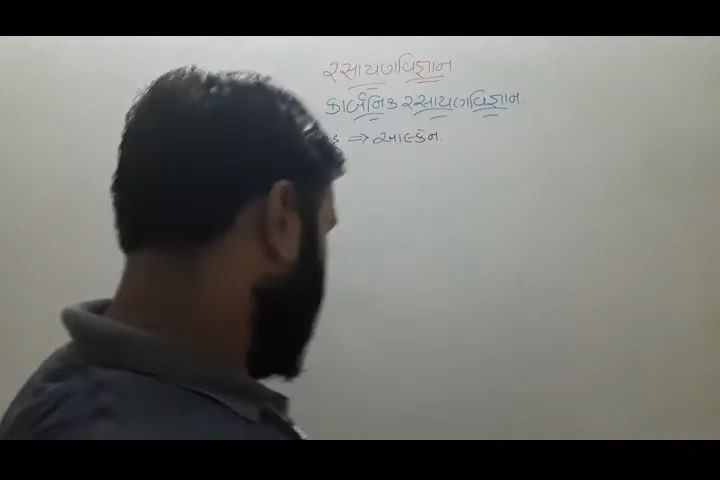 રસાયણવિજ્ઞાન
કાર્બનિક રસાયણવિજ્ઞાન.
⇒ આલ્કેન.